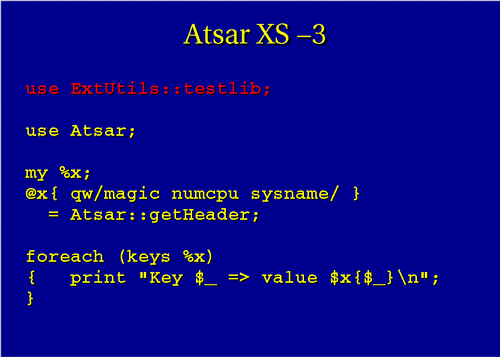 Atsar XS –3
use ExtUtils::testlib;
use Atsar;
my %x;
@x{ qw/magic numcpu sysname/ }
  = Atsar::getHeader;
foreach (keys %x)
{   print "Key $_ => value $x{$_}\n";
}